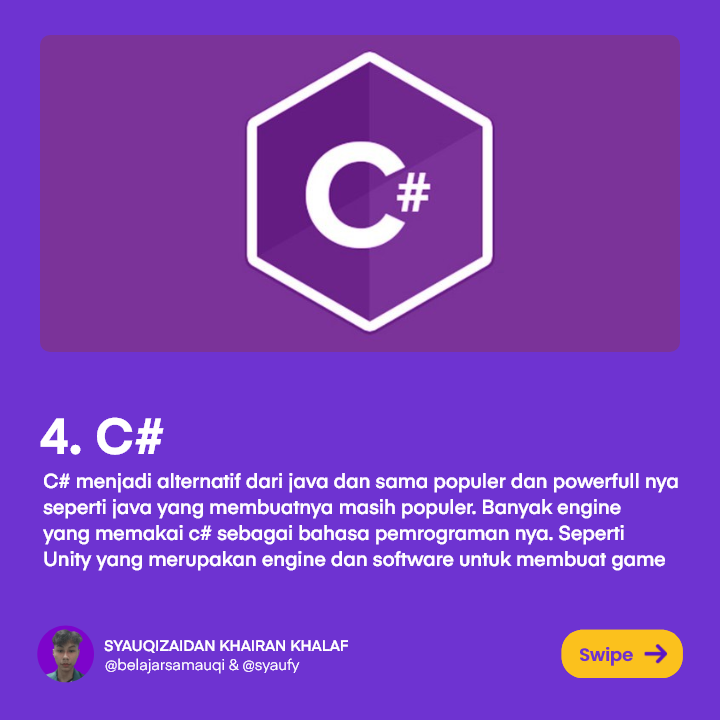 C#
4. C#
C# menjadi alternatif dari java dan sama populer dan powerfull nya
seperti java yang membuatnya masih populer. Banyak engine
yang memakai c# sebagai bahasa pemrograman nya. Seperti
Unity yang merupakan engine dan software untuk membuat game
SYAUQIZAIDAN KHAIRAN KHALAF
@belajarsamauqi & @syaufy
Swipe